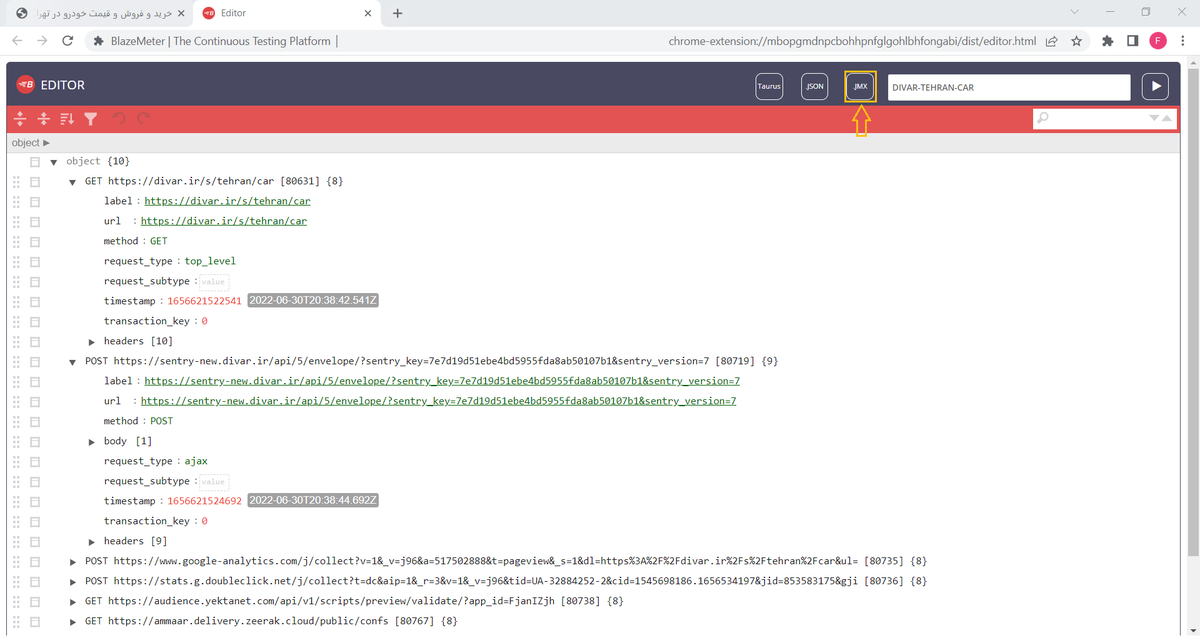 خرید و فروش و قیمت خودرو در تهرا
Editor
BlazeMeter | The Continuous Testing Platform
chrome-extension://mbopgmdnpcbohhpnfglgohlbhfongabi/dist/editor.html
F
B EDITOR
Taurus
JSON
JMX
DIVAR-TEHRAN-CAR
object
object {10}
GET https://divar.ir/s/tehran/car [80631] {8}
label : https://divar.ir/s/tehran/car
url : https://divar.ir/s/tehran/car
method : GET
request_type : top_level
request_subtype : value
timestamp : 1656621522541 2022-06-30T20:38:42.541Z
transaction_key : 0
headers [10]
POST https://sentry-new.divar.ir/api/5/envelope/?sentry_key=7e7d19d51ebe4bd5955fda8ab50107b1&sentry_version=7 [80719] {9}
label : https://sentry-new.divar.ir/api/5/envelope/?sentry_key=7e7d19d51ebe4bd5955fda8ab50107b1&sentry_version=7
url : https://sentry-new.divar.ir/api/5/envelope/?sentry_key=7e7d19d51ebe4bd5955fda8ab50107b1&sentry_version=7
method : POST
body [1]
request_type : ajax
request_subtype : value
timestamp : 1656621524692 2022-06-30T20:38:44.692Z
transaction_key : 0
headers [9]
POST https://www.google-analytics.com/j/collect?v=1&_v=j96&a=517502888&t=pageview&_s=1&dl=https%3A%2F%2Fdivar.ir%2Fs%2Ftehran%2Fcar&ul= [80735] {8}
POST https://stats.g.doubleclick.net/j/collect?t=dc&aip=1&_r=3&v=1&_v=j96&tid=UA-32884252-2&cid=1545698186.1656534197&jid=853583175&gji [80736] {8}
GET https://audience.yektanet.com/api/v1/scripts/preview/validate/?app_id=FjanIZjh [80738] {8}
GET https://ammaar.delivery.zeerak.cloud/public/confs [80767] {8}